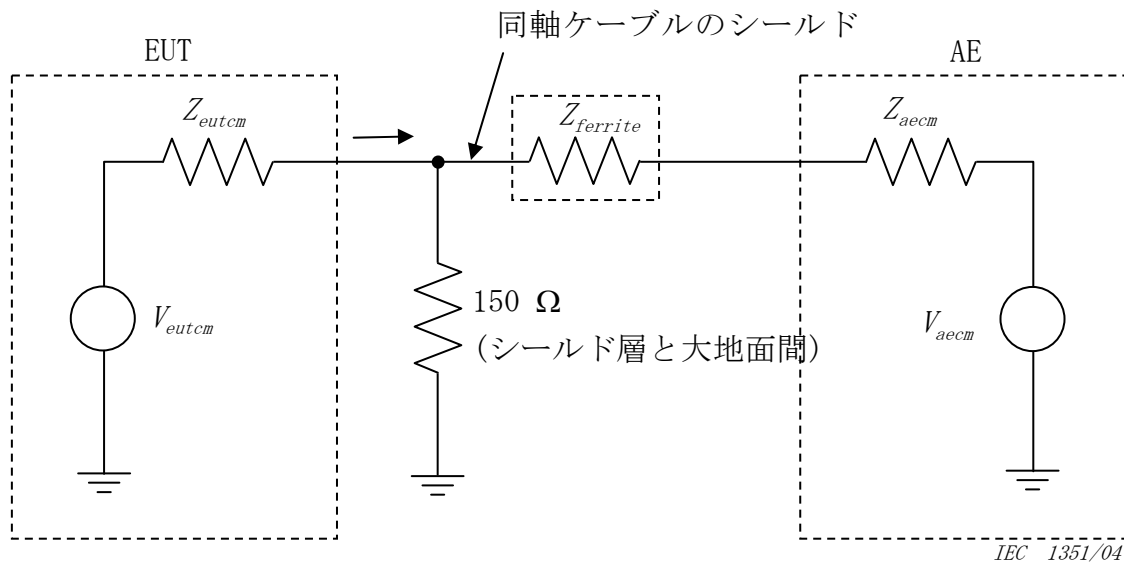 同軸ケーブルのシールド
EUT
AE
Z_eutcm
Z_ferrite
Z_aecm
150 Ω
(シールド層と大地面間)
V_eutcm
V_aecm
IEC 1351/04